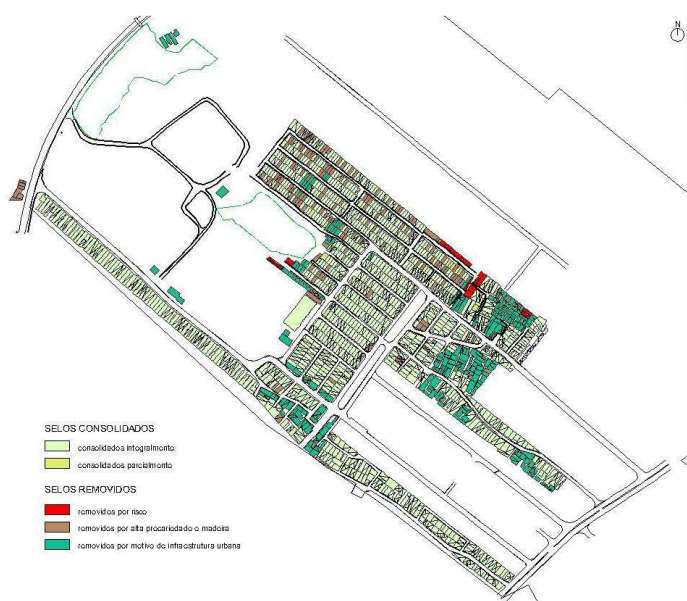 N
SELOS CONSOLIDADOS
consolidados integralmente
consolidados parcialmente
SELOS REMOVIDOS
removidos por risco
removidos por alta precariedade e madeira
removidos por motivo de infraestrutura urbana